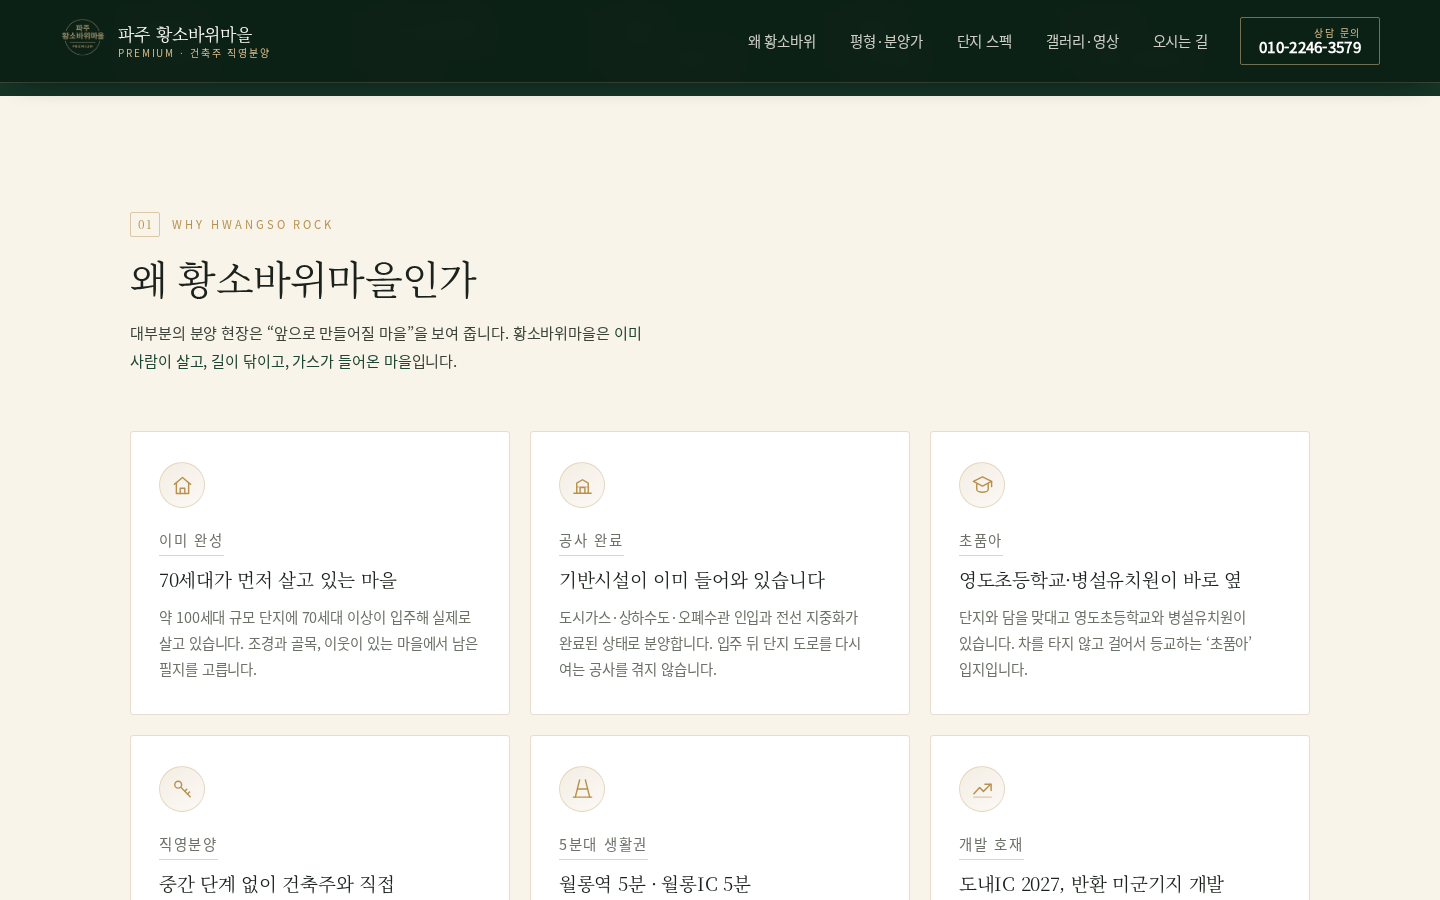 파주
황소바위마을
파주 황소바위마을
PREMIUM · 건축주 직영분양
왜 황소바위
평형·분양가
단지 스펙
갤러리·영상
오시는 길
상담 문의
010-2246-3579
01
WHY HWANGSO ROCK
왜 황소바위마을인가
대부분의 분양 현장은 “앞으로 만들어질 마을”을 보여 줍니다. 황소바위마을은 이미
사람이 살고, 길이 닦이고, 가스가 들어온 마을입니다.
이미 완성
70세대가 먼저 살고 있는 마을
약 100세대 규모 단지에 70세대 이상이 입주해 실제로
살고 있습니다. 조경과 골목, 이웃이 있는 마을에서 남은
필지를 고릅니다.
공사 완료
기반시설이 이미 들어와 있습니다
도시가스·상하수도·오폐수관 인입과 전선 지중화가
완료된 상태로 분양합니다. 입주 뒤 단지 도로를 다시
여는 공사를 겪지 않습니다.
초품아
영도초등학교·병설유치원이 바로 옆
단지와 담을 맞대고 영도초등학교와 병설유치원이
있습니다. 차를 타지 않고 걸어서 등교하는 ‘초품아’
입지입니다.
직영분양
중간 단계 없이 건축주와 직접
5분대 생활권
월롱역 5분 · 월롱IC 5분
개발 호재
도내IC 2027, 반환 미군기지 개발